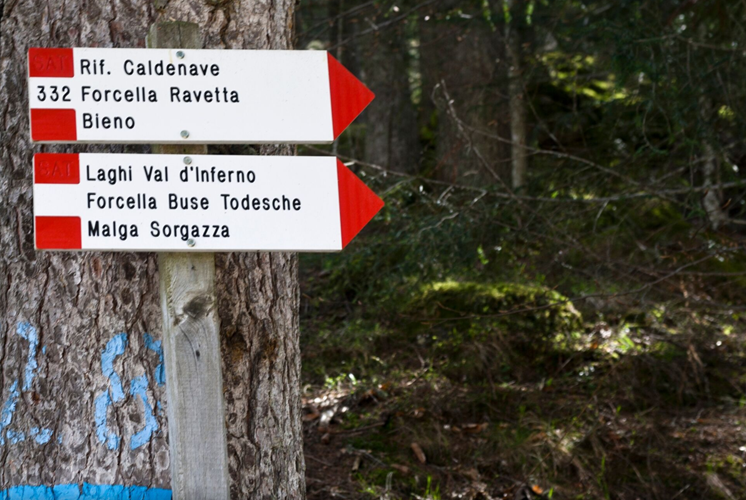 SAT Rif. Caldenave
332 Forcella Ravetta
Bieno
SAT Laghi Val d'Inferno
Forcella Buse Todesche
Malga Sorgazza